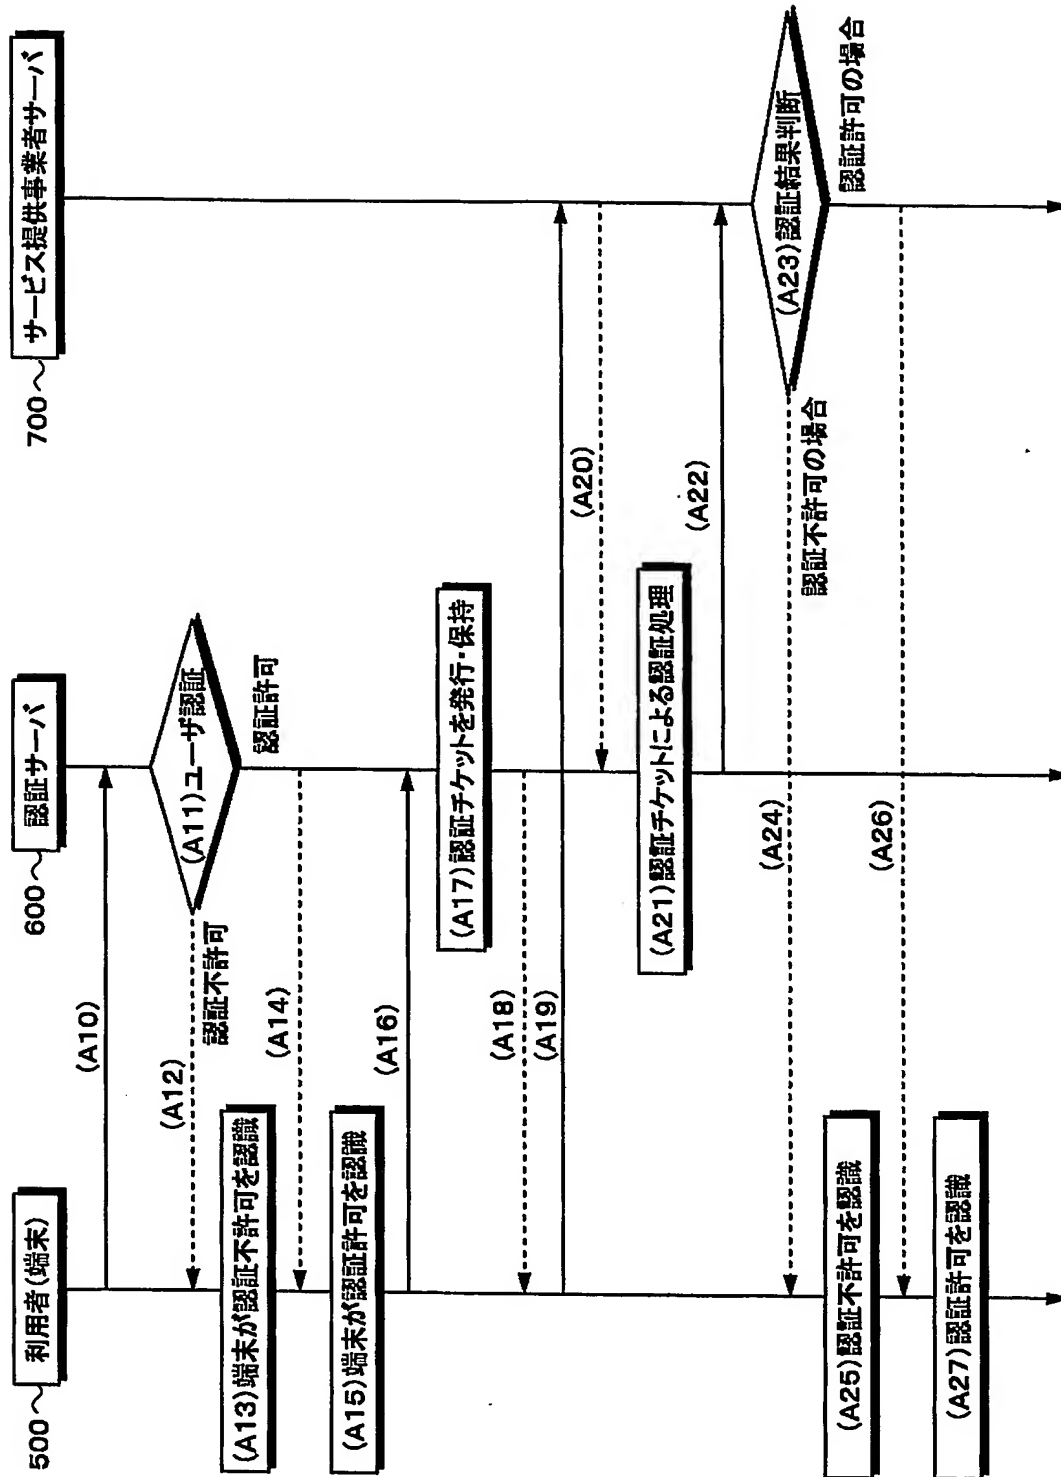 500 利用者(端末)
600 認証サーバ
700 サービス提供事業者サーバ
(A10)
(A11)ユーザ認証
認証不許可
(A12)
認証許可
(A13)端末が認証不許可を認識
(A14)
(A15)端末が認証許可を認識
(A16)
(A17)認証チケットを発行・保持
(A18)
(A19)
(A20)
(A21)認証チケットによる認証処理
(A22)
(A23)認証結果判断
認証不許可の場合
認証許可の場合
(A24)
(A25)認証不許可を認識
(A26)
(A27)認証許可を認識